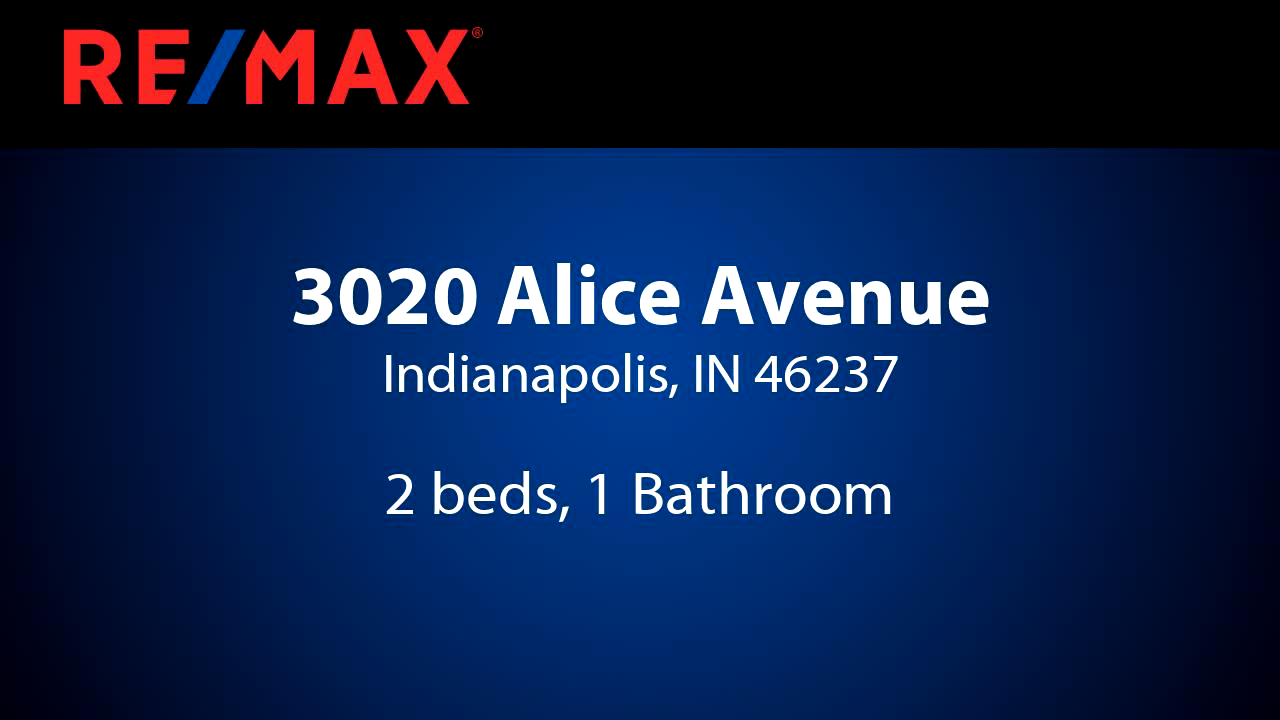 RE/MAX®
3020 Alice Avenue
Indianapolis, IN 46237
2 beds, 1 Bathroom